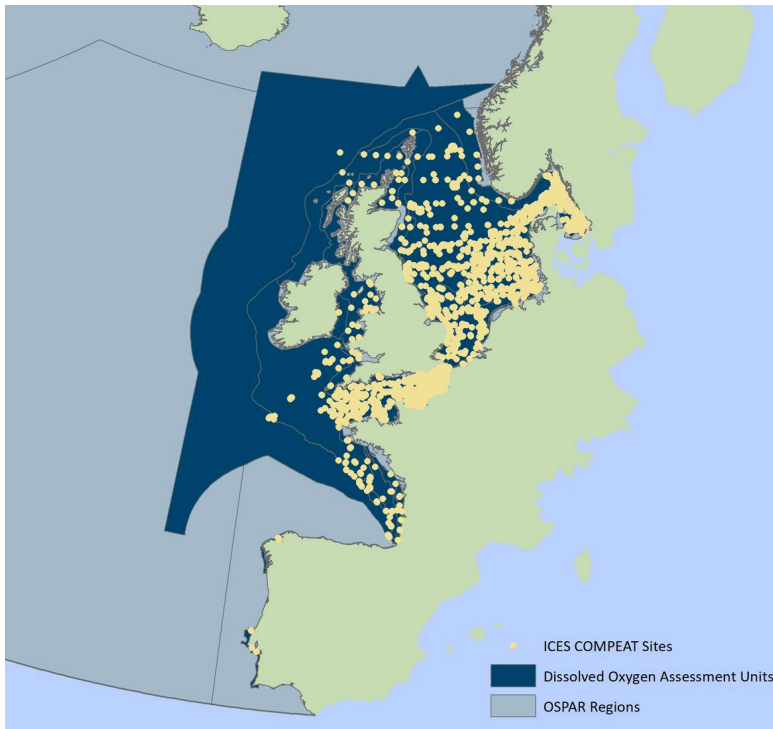 ICES COMPEAT Sites
Dissolved Oxygen Assessment Units
OSPAR Regions